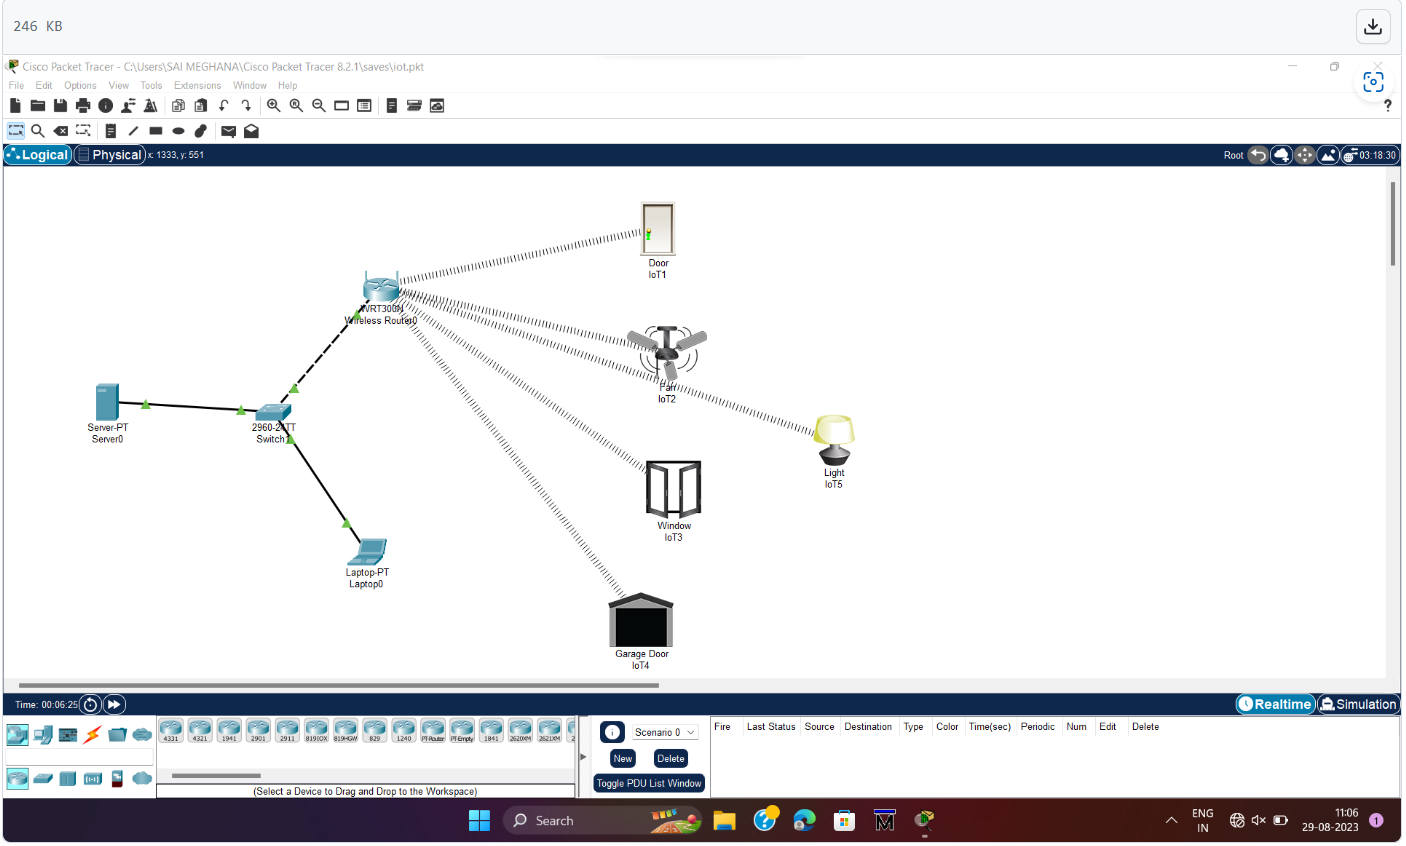 246 KB
Cisco Packet Tracer - C:\Users\SAI MEGHANA\Cisco Packet Tracer 8.2.1\saves\iot.pkt
File Edit Options View Tools Extensions Window Help
?
Logical Physical x: 1333, y: 551 Root 03:18:30
Door
IoT1
WRT300N
Wireless Router0
Fan
IoT2
Server-PT
Server0
2960-24TT
Switch1
Light
IoT5
Window
IoT3
Laptop-PT
Laptop0
Garage Door
IoT4
Time: 00:06:25 Realtime Simulation
4331 4321 1941 2901 2911 819IOX 819HGW 829 1240 PT-Router PT-Empty 1841 2620XM 2621XM 2
Scenario 0
New Delete
Toggle PDU List Window
Fire Last Status Source Destination Type Color Time(sec) Periodic Num Edit Delete
(Select a Device to Drag and Drop to the Workspace)
Search
ENG
IN
11:06
29-08-2023
1